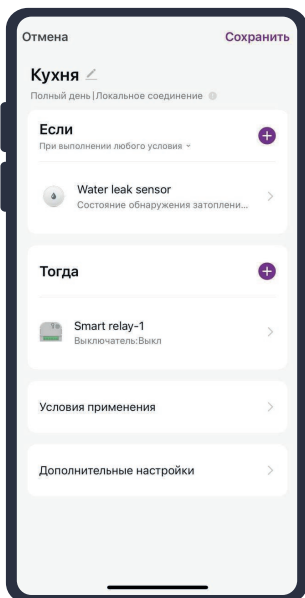 Отмена Сохранить
Кухня
Полный день|Локальное соединение
Если
При выполнении любого условия
Water leak sensor
Состояние обнаружения затоплени...
Тогда
Smart relay-1
Выключатель:Выкл
Условия применения
Дополнительные настройки